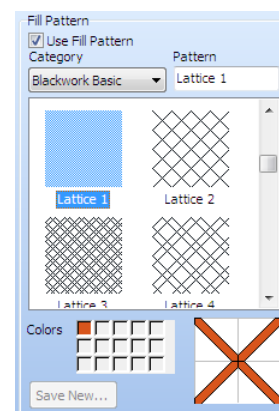 Fill Pattern
Use Fill Pattern
Category Pattern
Blackwork Basic Lattice 1
Lattice 1 Lattice 2
Lattice 3 Lattice 4
Colors
Save New...